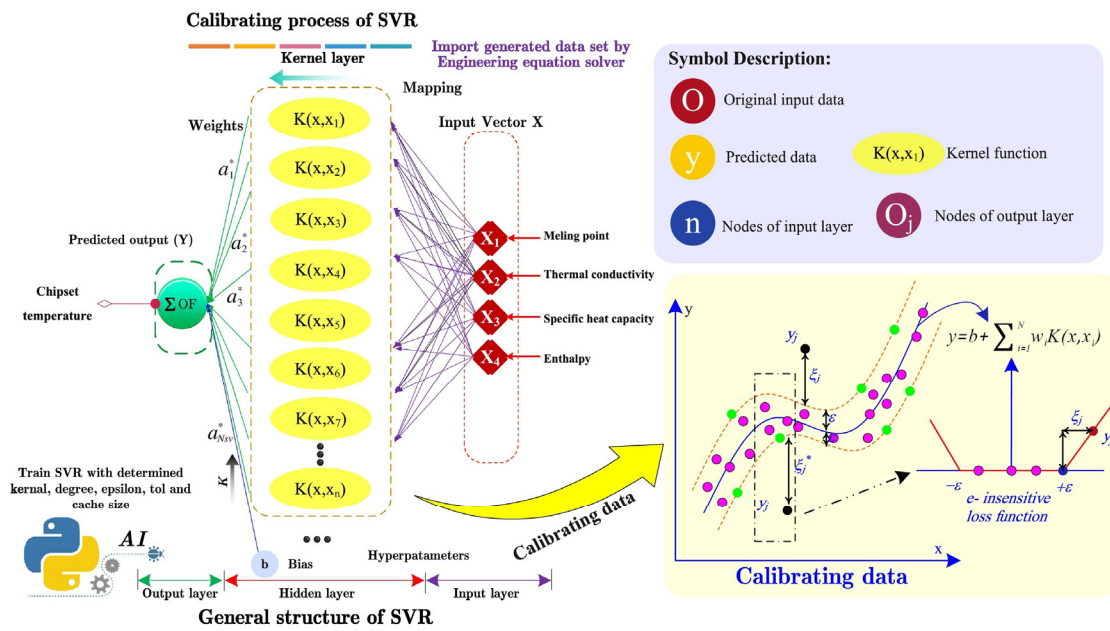 Calibrating process of SVR
Import generated data set by
Engineering equation solver
Kernel layer
Mapping
Weights
Input Vector X
K(x,x1)
K(x,x2)
K(x,x3)
K(x,x4)
K(x,x5)
K(x,x6)
K(x,x7)
K(x,xn)
a1*
a2*
a3*
aNsv*
Predicted output (Y)
∑ OF
Chipset
temperature
X1
Meling point
X2
Thermal conductivity
X3
Specific heat capacity
X4
Enthalpy
Train SVR with determined
kernal, degree, epsilon, tol and
cache size
AI
κ
b
Bias
Hyperpatameters
Output layer
Hidden layer
Input layer
General structure of SVR
Calibrating data
Symbol Description:
O
Original input data
y
Predicted data
K(x,x1)
Kernel function
n
Nodes of input layer
Oj
Nodes of output layer
y
yj
ξj
ε
ξj*
yj
x
y=b+∑i=1N wiK(x,xi)
ξj
y
−ε
+ε
e- insensitive
loss function
Calibrating data